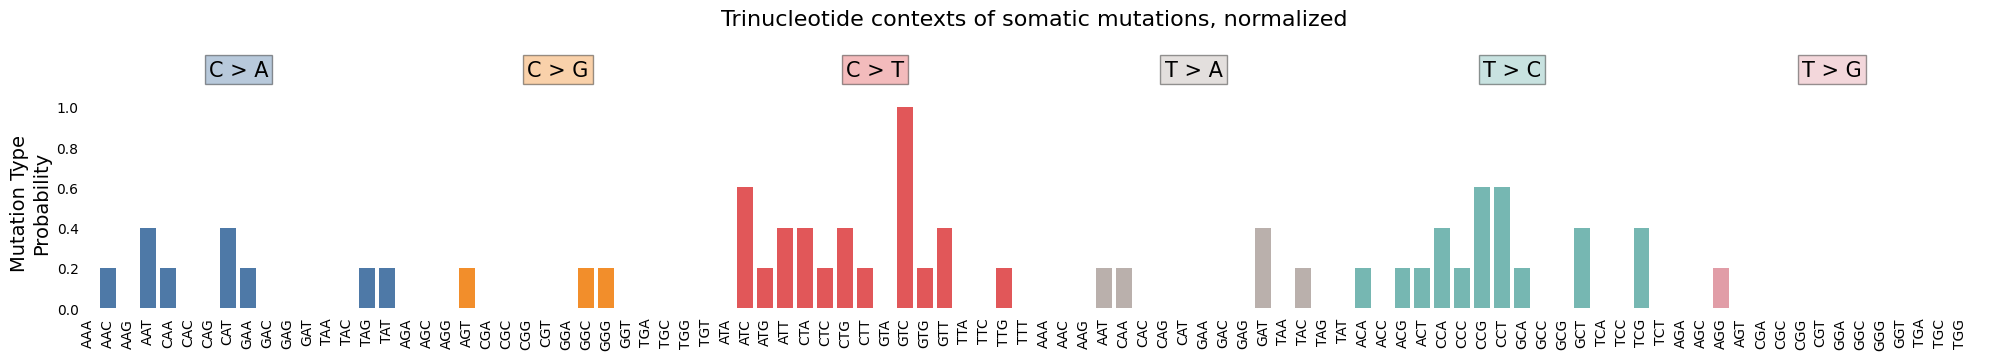 Trinucleotide contexts of somatic mutations, normalized
C > A
C > G
C > T
T > A
T > C
T > G
Mutation Type
Probability
1.0
0.8
0.6
0.4
0.2
0.0
AAA
AAC
AAG
AAT
CAA
CAC
CAG
CAT
GAA
GAC
GAG
GAT
TAA
TAC
TAG
TAT
AGA
AGC
AGG
AGT
CGA
CGC
CGG
CGT
GGA
GGC
GGG
GGT
TGA
TGC
TGG
TGT
ATA
ATC
ATG
ATT
CTA
CTC
CTG
CTT
GTA
GTC
GTG
GTT
TTA
TTC
TTG
TTT
AAA
AAC
AAG
AAT
CAA
CAC
CAG
CAT
GAA
GAC
GAG
GAT
TAA
TAC
TAG
TAT
ACA
ACC
ACG
ACT
CCA
CCC
CCG
CCT
GCA
GCC
GCG
GCT
TCA
TCC
TCG
TCT
AGA
AGC
AGG
AGT
CGA
CGC
CGG
CGT
GGA
GGC
GGG
GGT
TGA
TGC
TGG